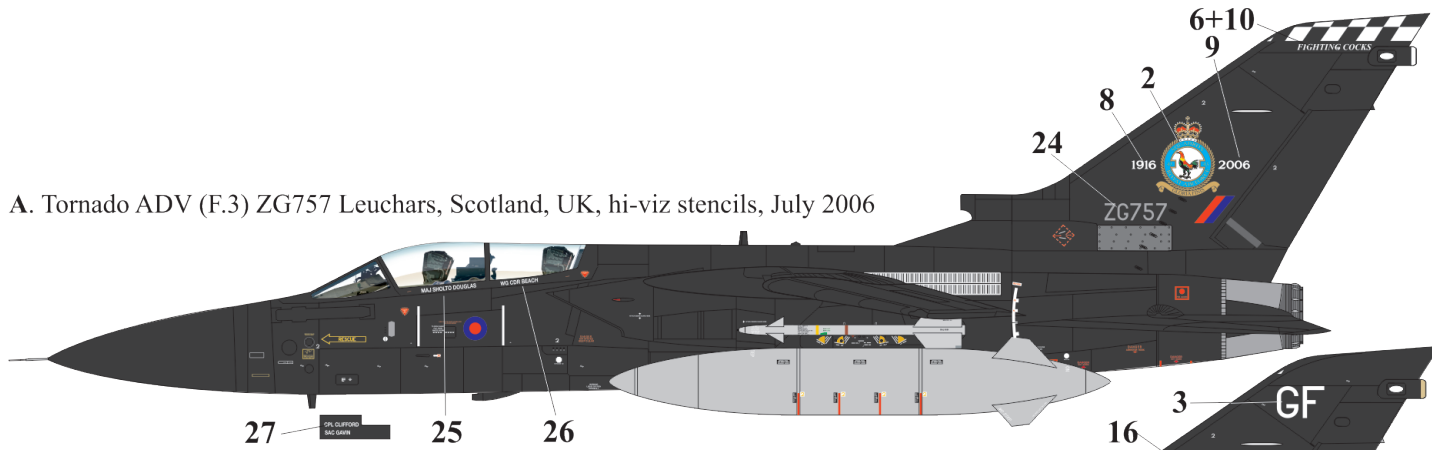 6+10
FIGHTING COCKS
9
2
8
1916
2006
24
ZG757
A. Tornado ADV (F.3) ZG757 Leuchars, Scotland, UK, hi-viz stencils, July 2006
MAJ SHOLTO DOUGLAS
WG CDR BEACH
RESCUE
3
GF
16
27
CPL CLIFFORD
SAC GAVIN
25
26